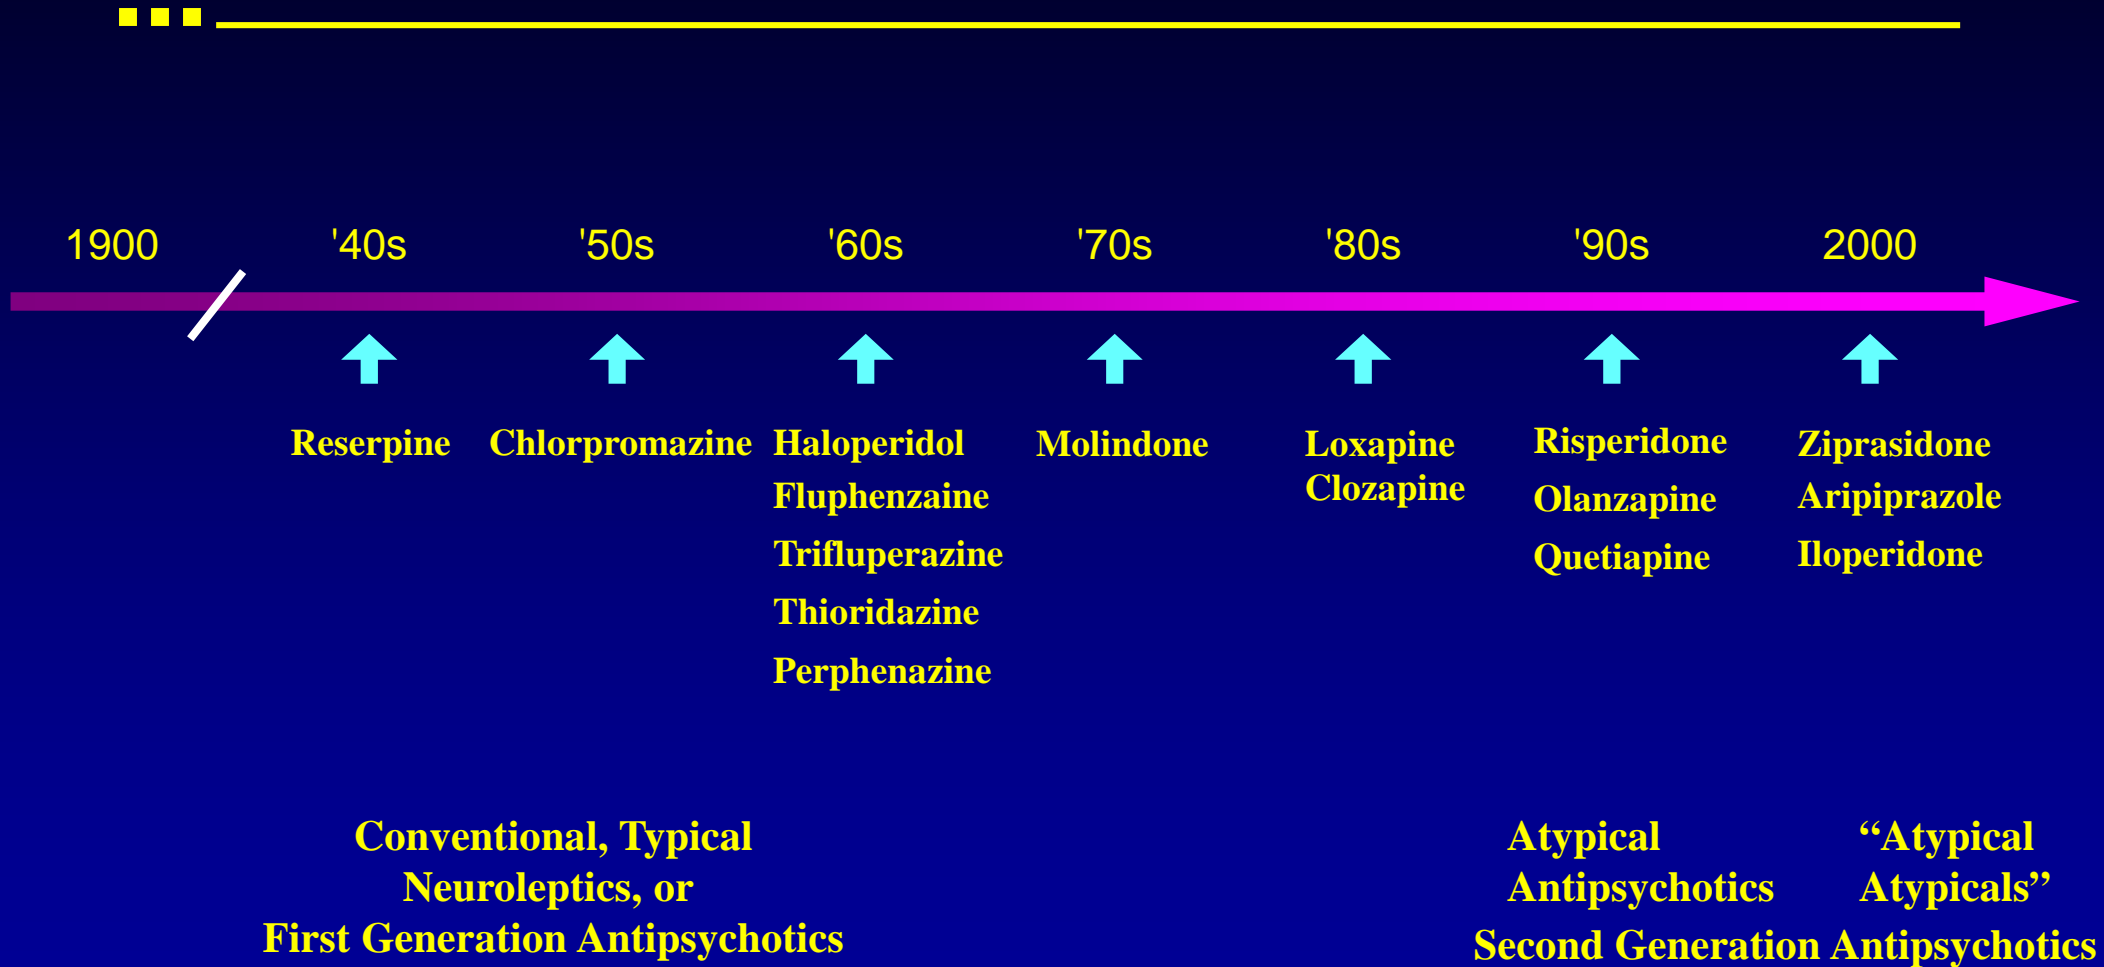 1900 '40s '50s '60s '70s '80s '90s 2000
Reserpine Chlorpromazine Haloperidol Molindone Loxapine Risperidone Ziprasidone
Fluphenzaine Clozapine Olanzapine Aripiprazole
Trifluperazine Quetiapine Iloperidone
Thioridazine
Perphenazine
Conventional, Typical
Neuroleptics, or
First Generation Antipsychotics
Atypical
Antipsychotics
“Atypical
Atypicals”
Second Generation Antipsychotics